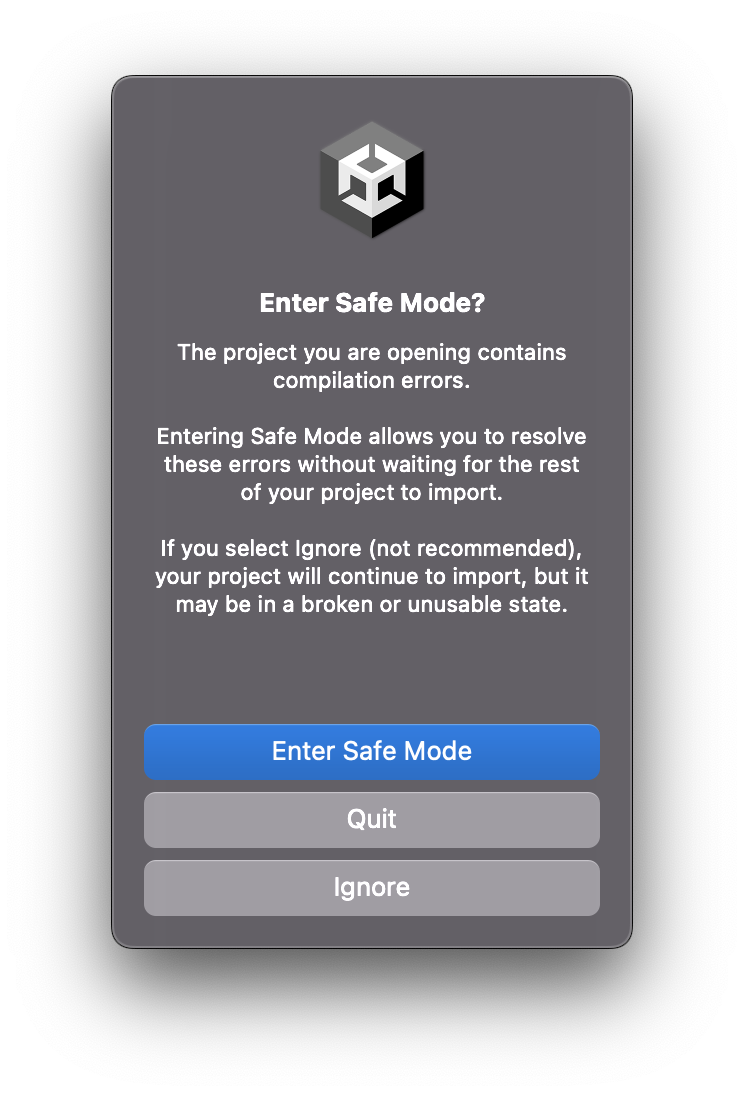 Enter Safe Mode?
The project you are opening contains
compilation errors.
Entering Safe Mode allows you to resolve
these errors without waiting for the rest
of your project to import.
If you select Ignore (not recommended),
your project will continue to import, but it
may be in a broken or unusable state.
Enter Safe Mode
Quit
Ignore